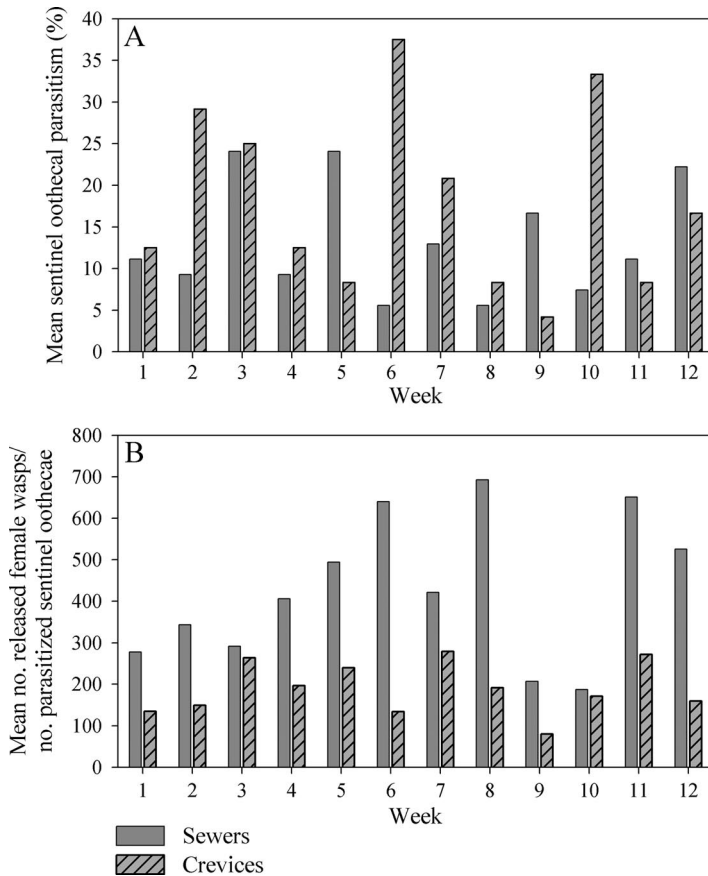 A
Mean sentinel oothecal parasitism (%)
40
35
30
25
20
15
10
5
0
1 2 3 4 5 6 7 8 9 10 11 12
Week
B
Mean no. released female wasps/
no. parasitized sentinel oothecae
800
700
600
500
400
300
200
100
0
1 2 3 4 5 6 7 8 9 10 11 12
Week
Sewers
Crevices